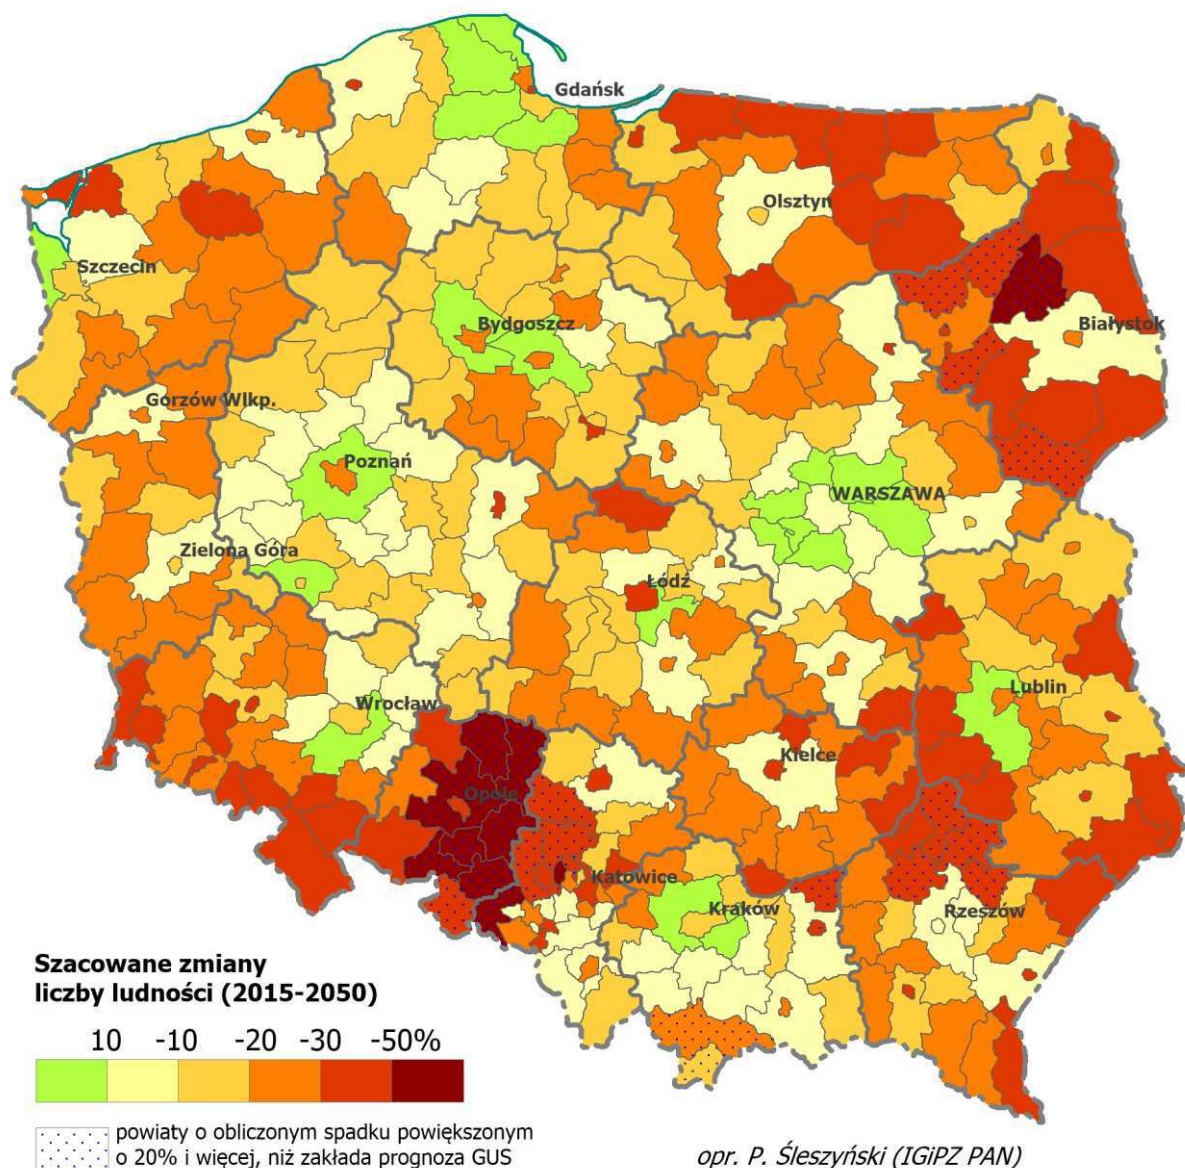 Gdańsk
Olsztyn
Szczecin
Bydgoszcz
Białystok
Gorzów Wlkp.
Poznań
WARSZAWA
Zielona Góra
Łódź
Lublin
Wrocław
Kielce
Opole
Katowice
Kraków
Rzeszów
Szacowane zmiany
liczby ludności (2015-2050)
10 -10 -20 -30 -50%
powiaty o obliczonym spadku powiększonym
o 20% i więcej, niż zakłada prognoza GUS
opr. P. Śleszyński (IGiPZ PAN)